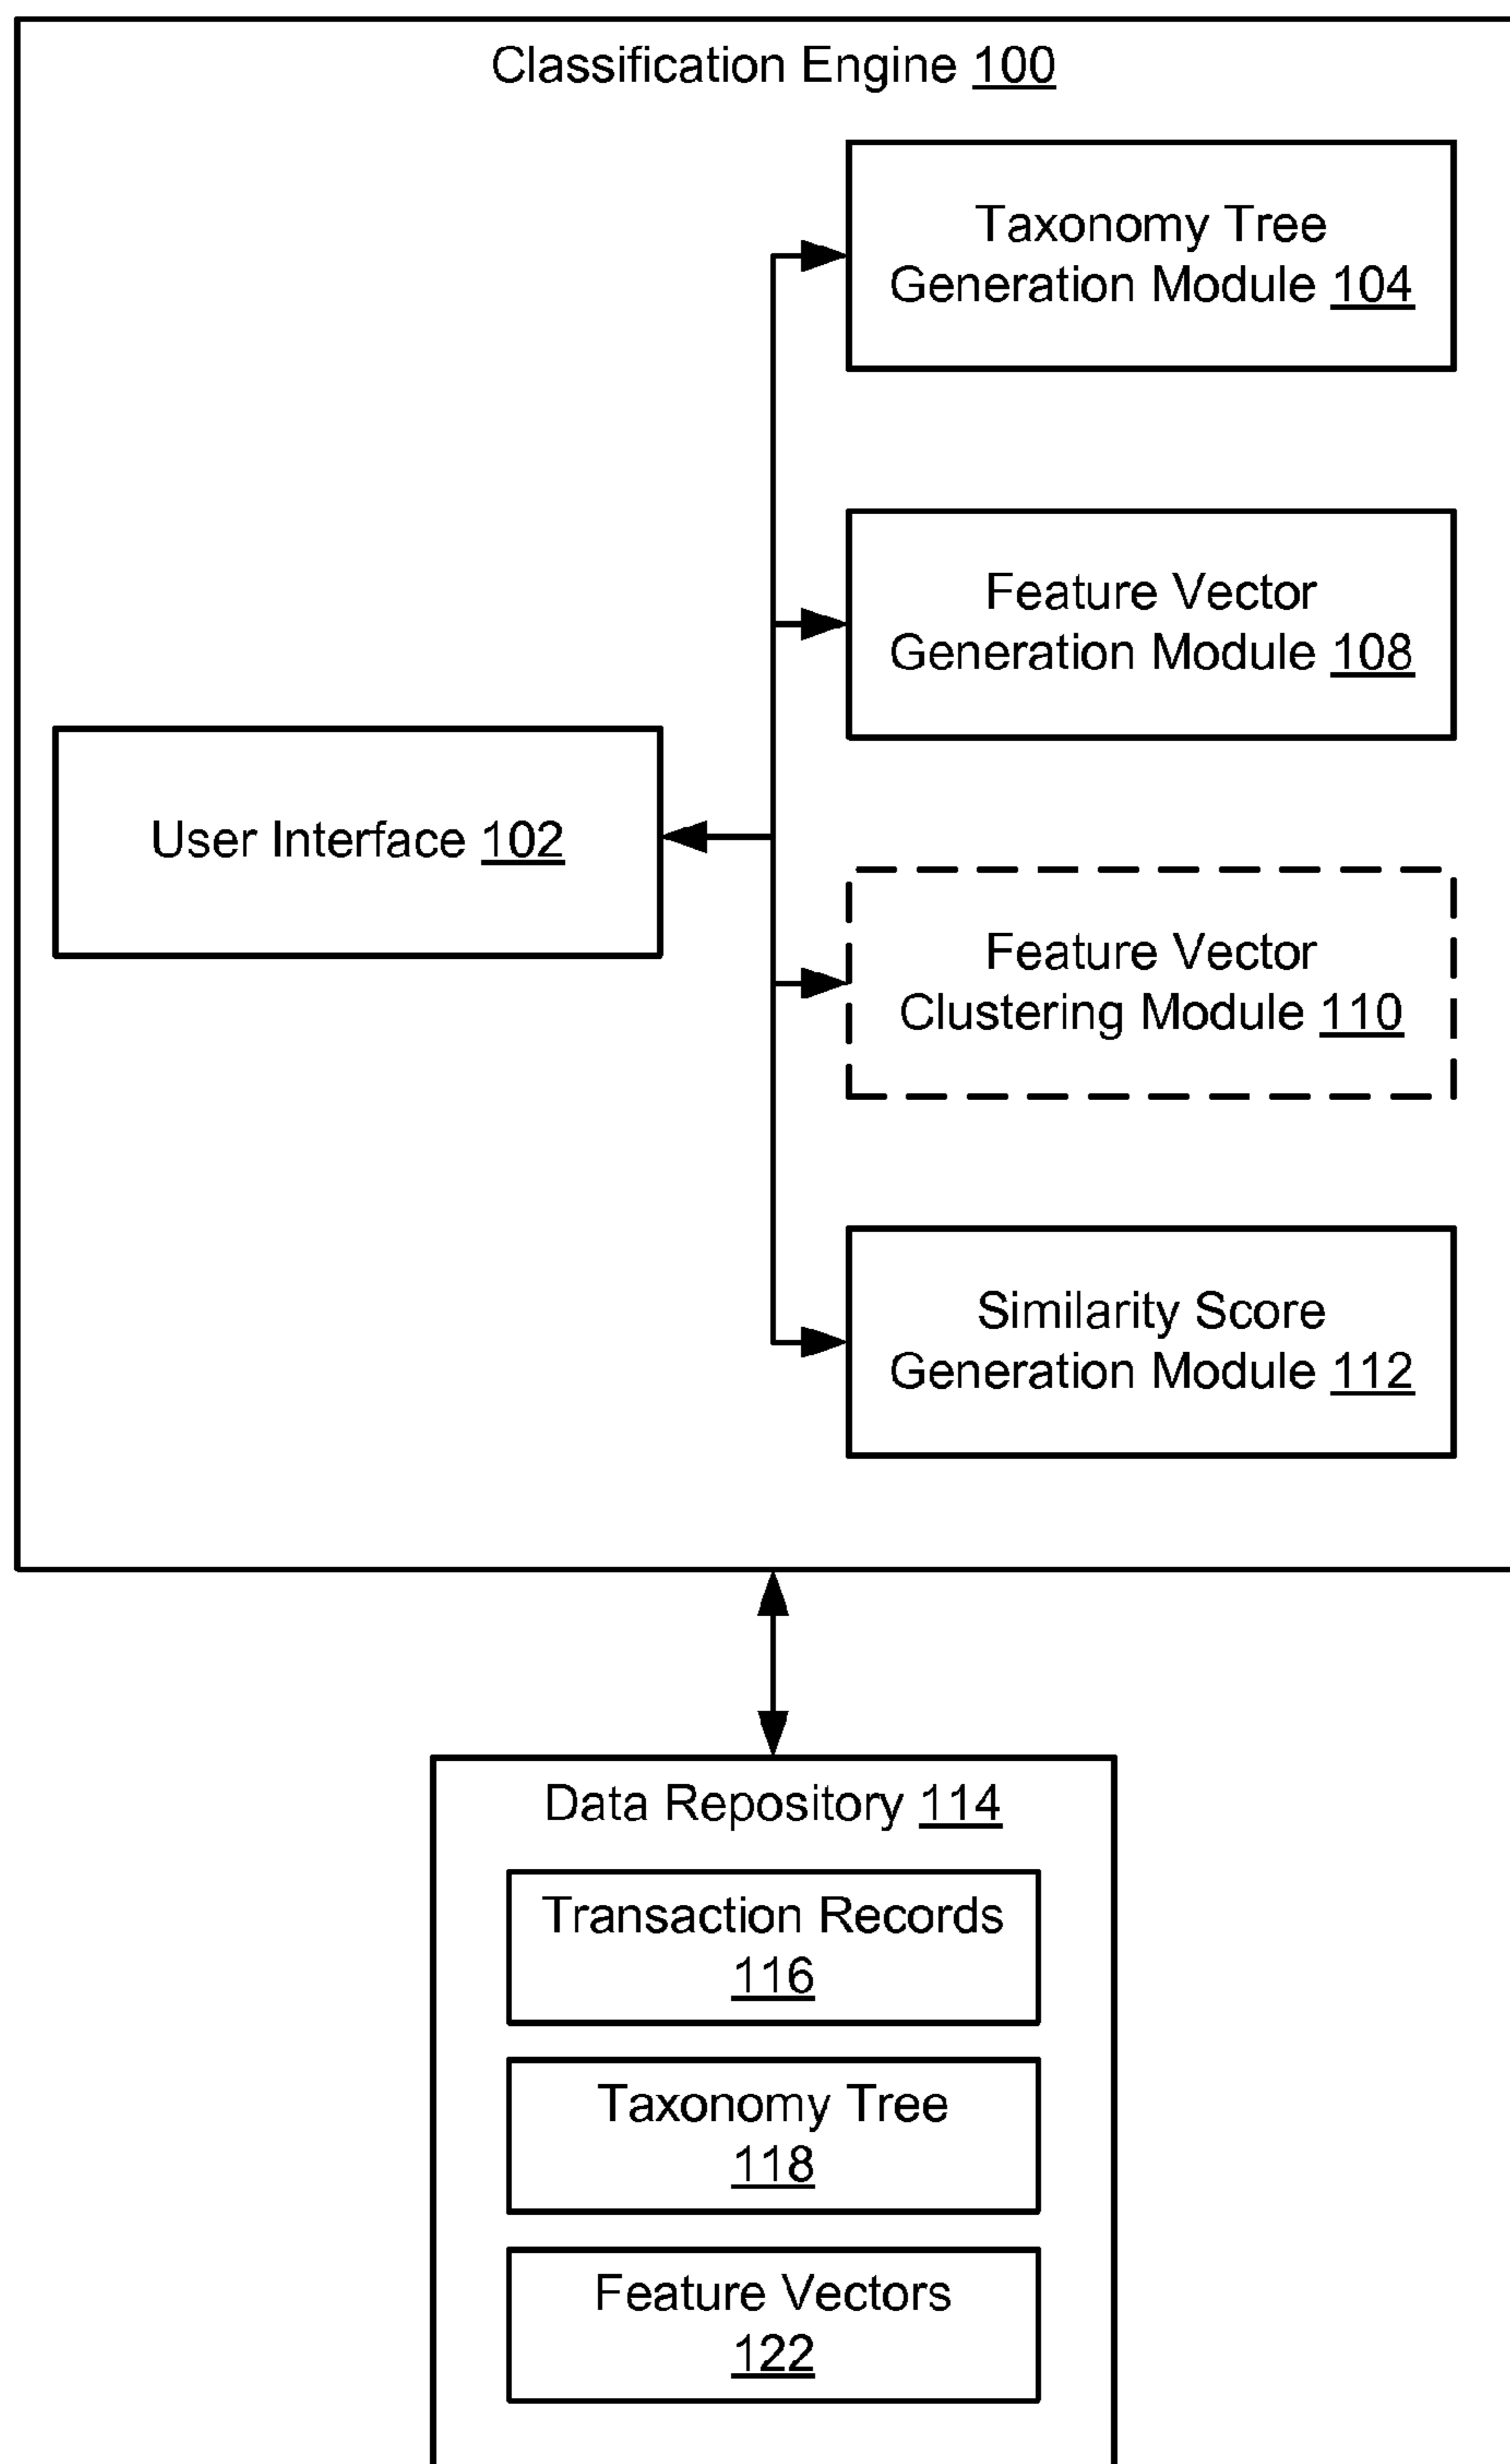 Classification Engine 100
Taxonomy Tree
Generation Module 104
Feature Vector
Generation Module 108
User Interface 102
Feature Vector
Clustering Module 110
Similarity Score
Generation Module 112
Data Repository 114
Transaction Records
116
Taxonomy Tree
118
Feature Vectors
122